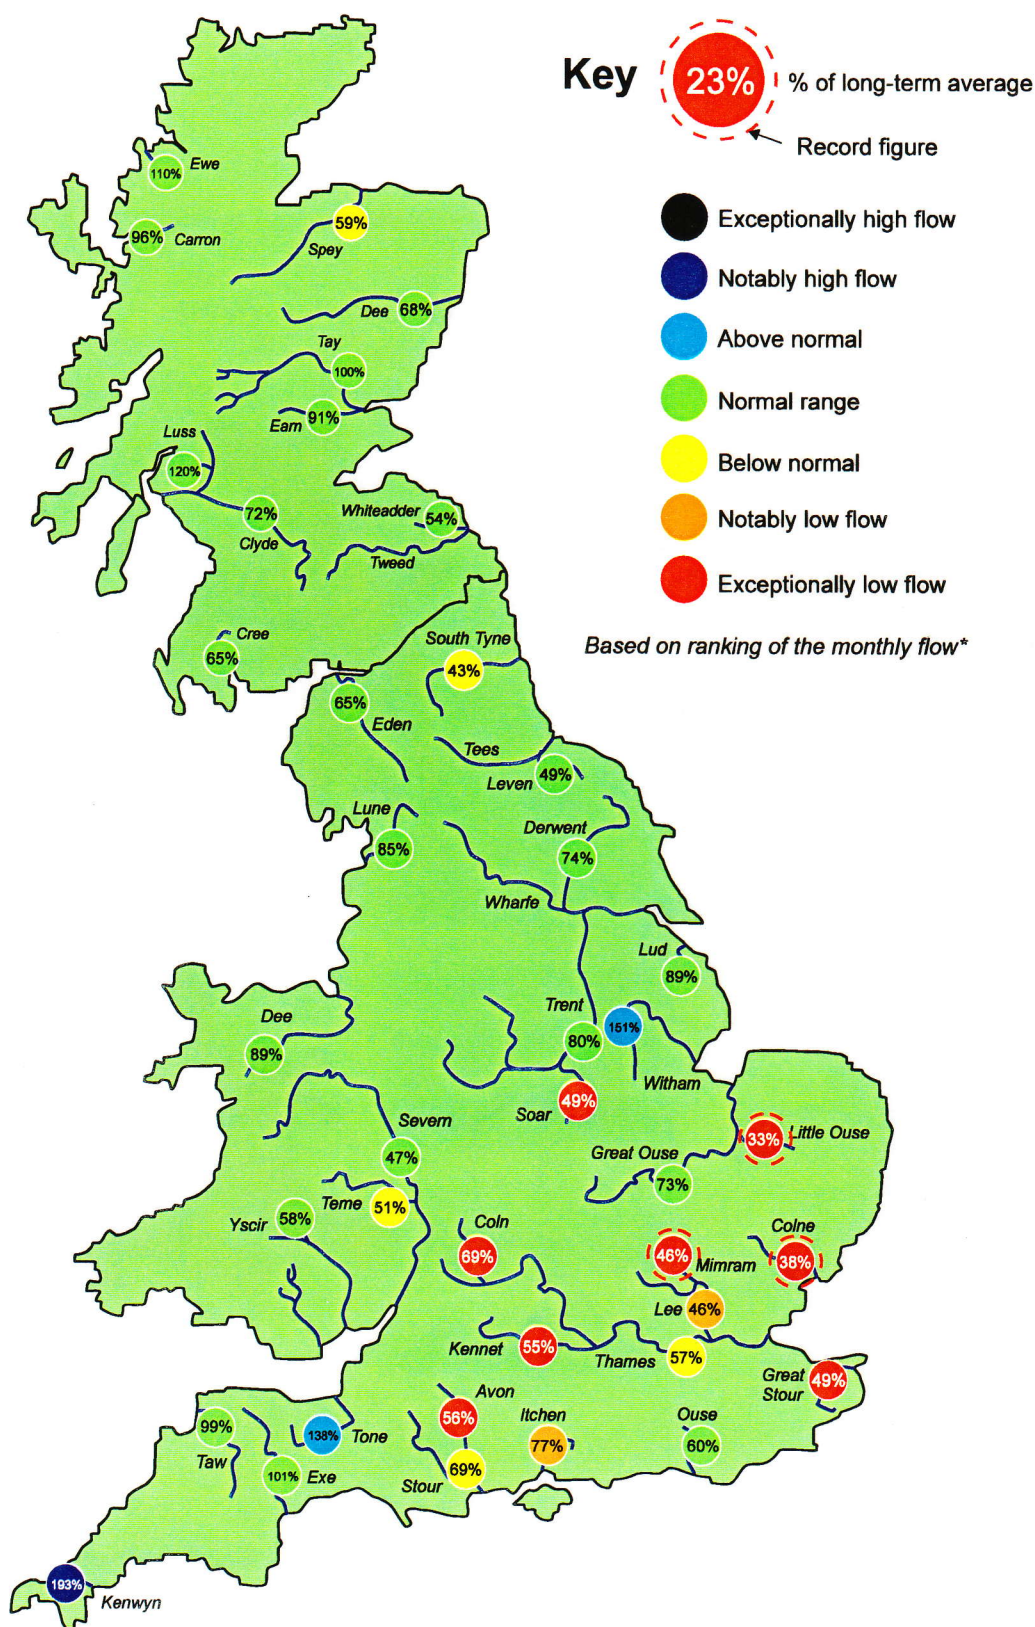 Key
23%
% of long-term average
Record figure
Exceptionally high flow
Notably high flow
Above normal
Normal range
Below normal
Notably low flow
Exceptionally low flow
Based on ranking of the monthly flow*
Ewe
110%
96%
Carron
59%
Spey
Dee
68%
Tay
100%
Earn
91%
Luss
120%
72%
Clyde
Whiteadder
54%
Tweed
Cree
65%
South Tyne
43%
65%
Eden
Tees
Leven
49%
Lune
85%
Derwent
74%
Wharfe
Lud
89%
Dee
89%
Trent
80%
151%
Witham
Soar
49%
Severn
47%
33%
Little Ouse
Great Ouse
73%
Teme
51%
Yscir
58%
Coln
69%
46%
Mimram
Colne
38%
Lee
46%
Kennet
55%
Thames
57%
Great
Stour
49%
Avon
56%
Itchen
77%
Ouse
60%
Stour
69%
99%
Taw
138%
Tone
101%
Exe
193%
Kenwyn